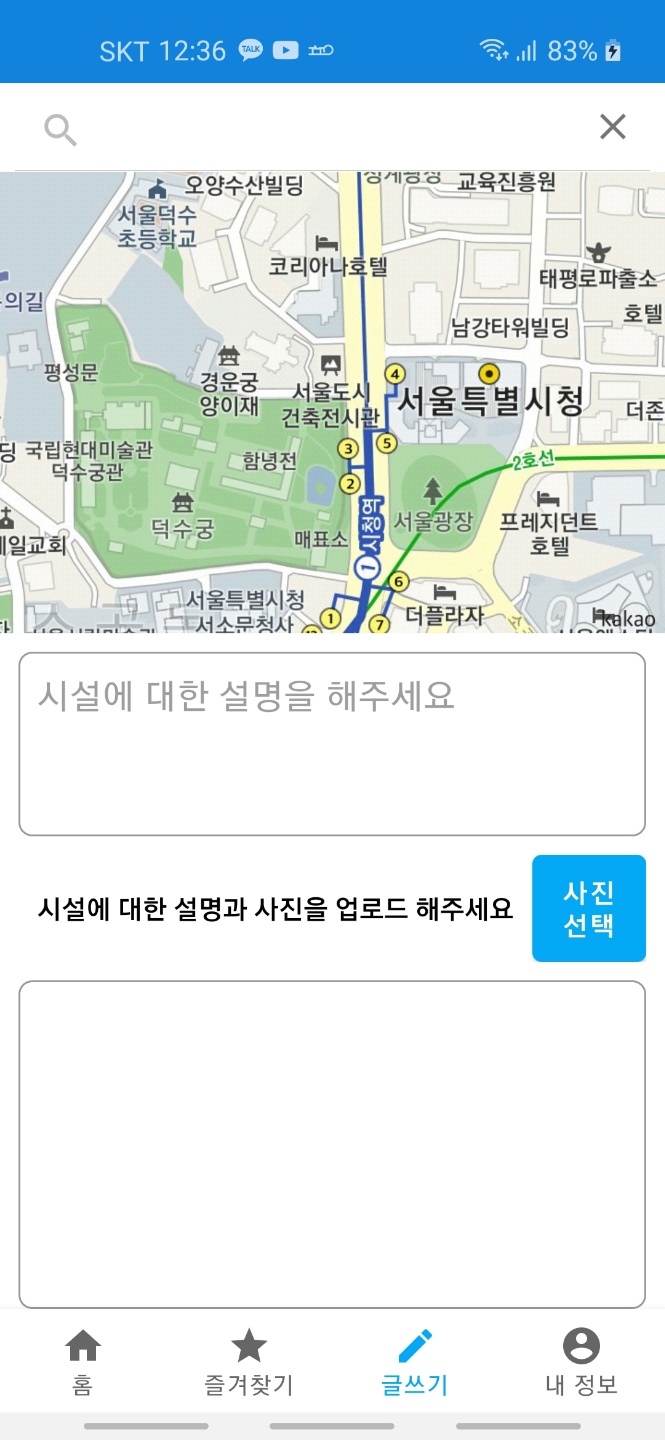 SKT 12:36
TALK
83%
청계광장
오양수산빌딩
교육진흥원
서울덕수
초등학교
코리아나호텔
태평로파출소
의길
호텔
남강타워빌딩
평성문
경운궁
양이재
서울도시
건축전시관
4
서울특별시청
더존
딩
국립현대미술관
덕수궁관
함녕전
3
5
2호선
2
덕수궁
시청역
서울광장
프레지던트
호텔
매표소
제일교회
1
6
서울특별시청
서소문청사
더플라자
1
7
kakao
시설에 대한 설명을 해주세요
시설에 대한 설명과 사진을 업로드 해주세요
사진
선택
홈
즐겨찾기
글쓰기
내 정보